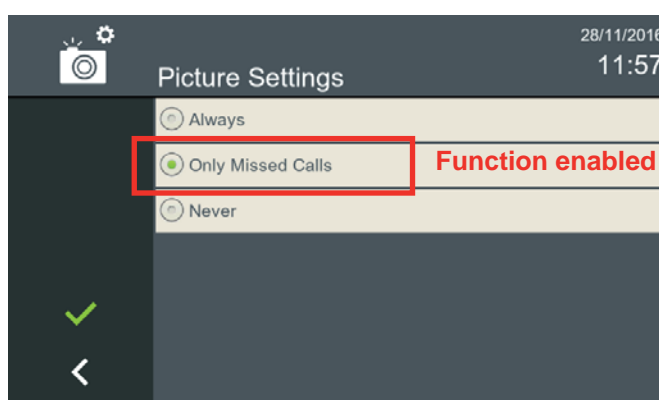 28/11/2016
11:57
Picture Settings
Always
Only Missed Calls
Function enabled
Never